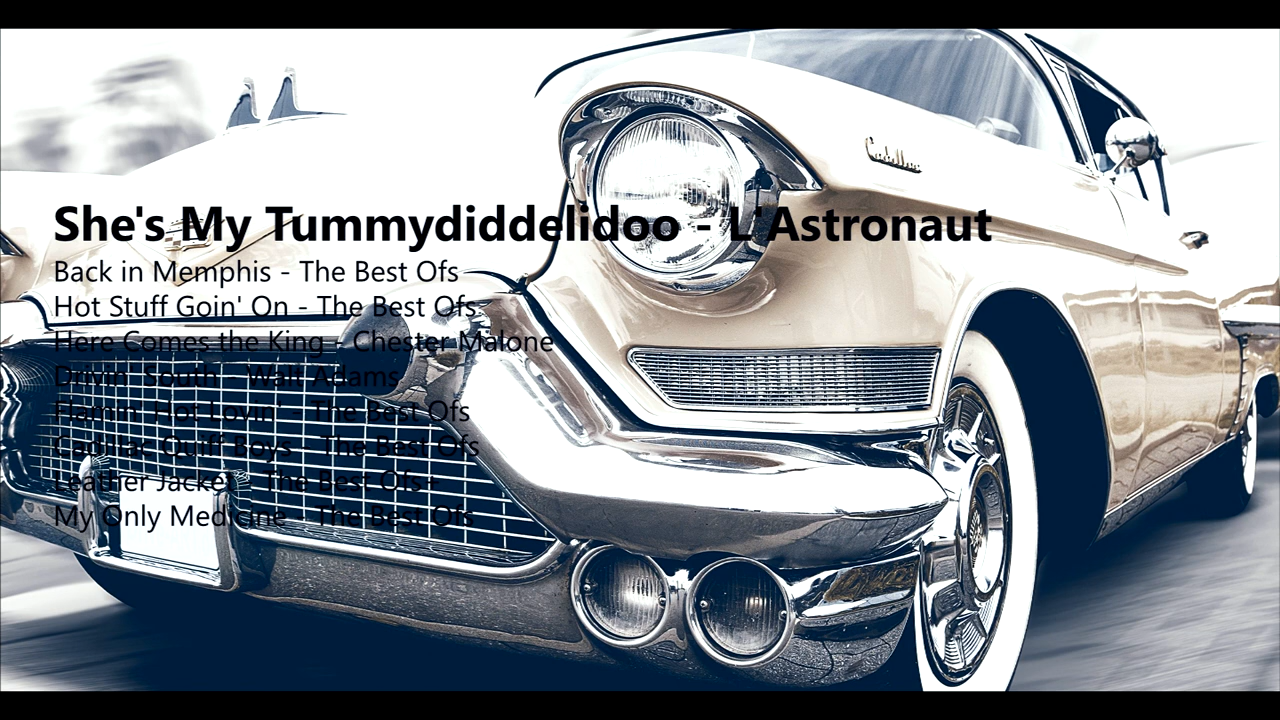 Cadillac
She's My Tummydiddelidoo - L'Astronaut
Back in Memphis - The Best Ofs
Hot Stuff Goin' On - The Best Ofs
Here Comes the King - Chester Malone
Drivin' South - Walt Adams
Flamin' Hot Lovin' - The Best Ofs
Cadillac Quiff Boys - The Best Ofs
Leather Jacket - The Best Ofs+
My Only Medicine - The Best Ofs